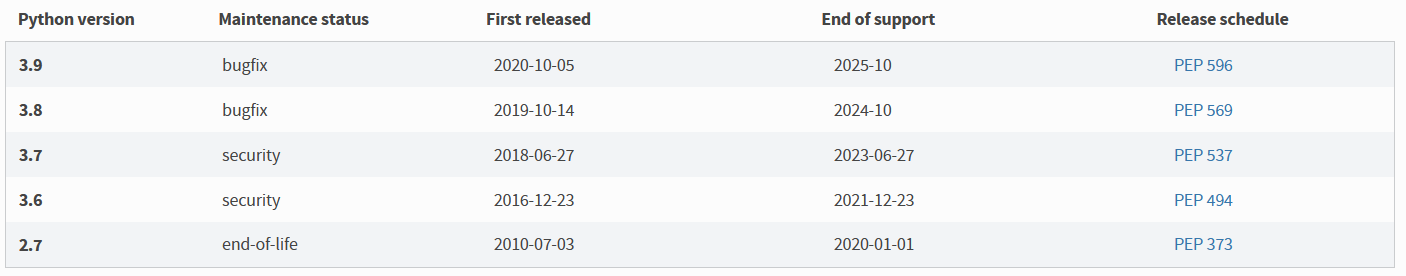 Python version Maintenance status First released End of support Release schedule
3.9 bugfix 2020-10-05 2025-10 PEP 596
3.8 bugfix 2019-10-14 2024-10 PEP 569
3.7 security 2018-06-27 2023-06-27 PEP 537
3.6 security 2016-12-23 2021-12-23 PEP 494
2.7 end-of-life 2010-07-03 2020-01-01 PEP 373